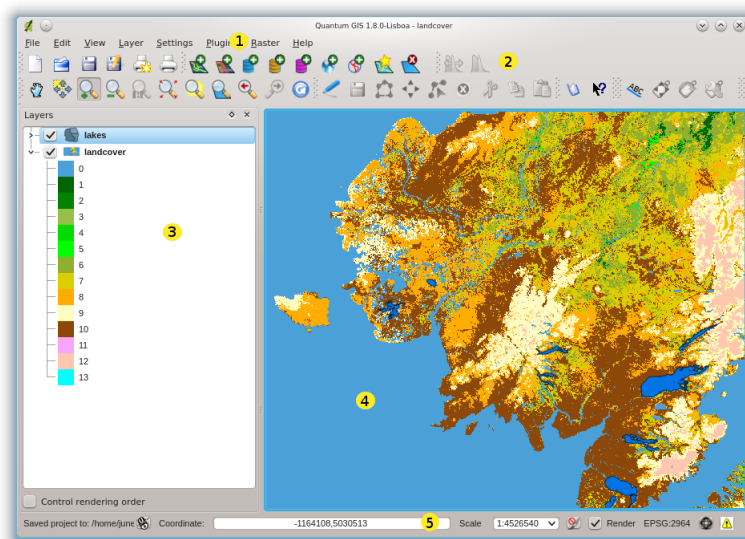 Quantum GIS 1.8.0-Lisboa - landcover
File Edit View Layer Settings Plugin 1 Raster Help
2
ABC
Layers
lakes
landcover
0
1
2
3
4
5
6
7
8
9
10
11
12
13
3
4
Control rendering order
Saved project to: /home/june Coordinate: -1164108,5030513 5 Scale 1:4526540 Render EPSG:2964